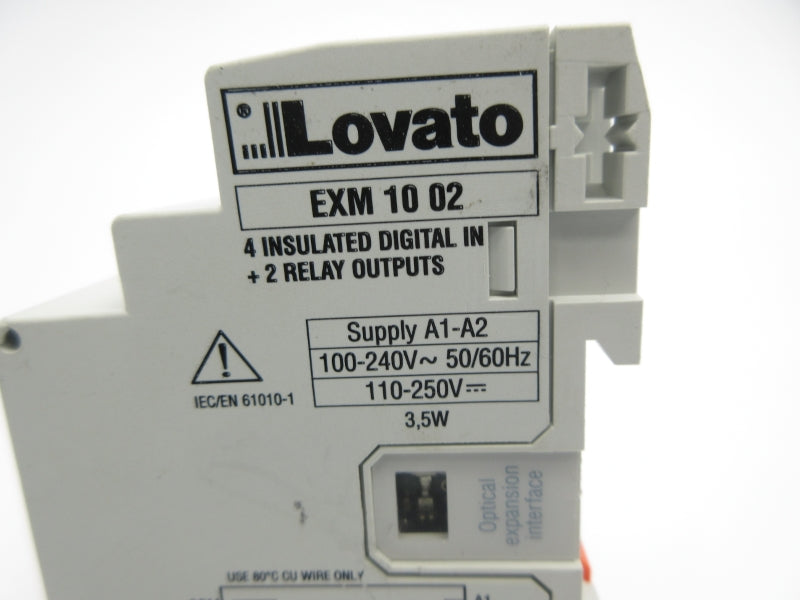 ® Lovato
EXM 10 02
4 INSULATED DIGITAL IN
+ 2 RELAY OUTPUTS
Supply A1-A2
100-240V~ 50/60Hz
110-250V⎓
3,5W
IEC/EN 61010-1
Optical
expansion
interface
USE 80°C CU WIRE ONLY
A1